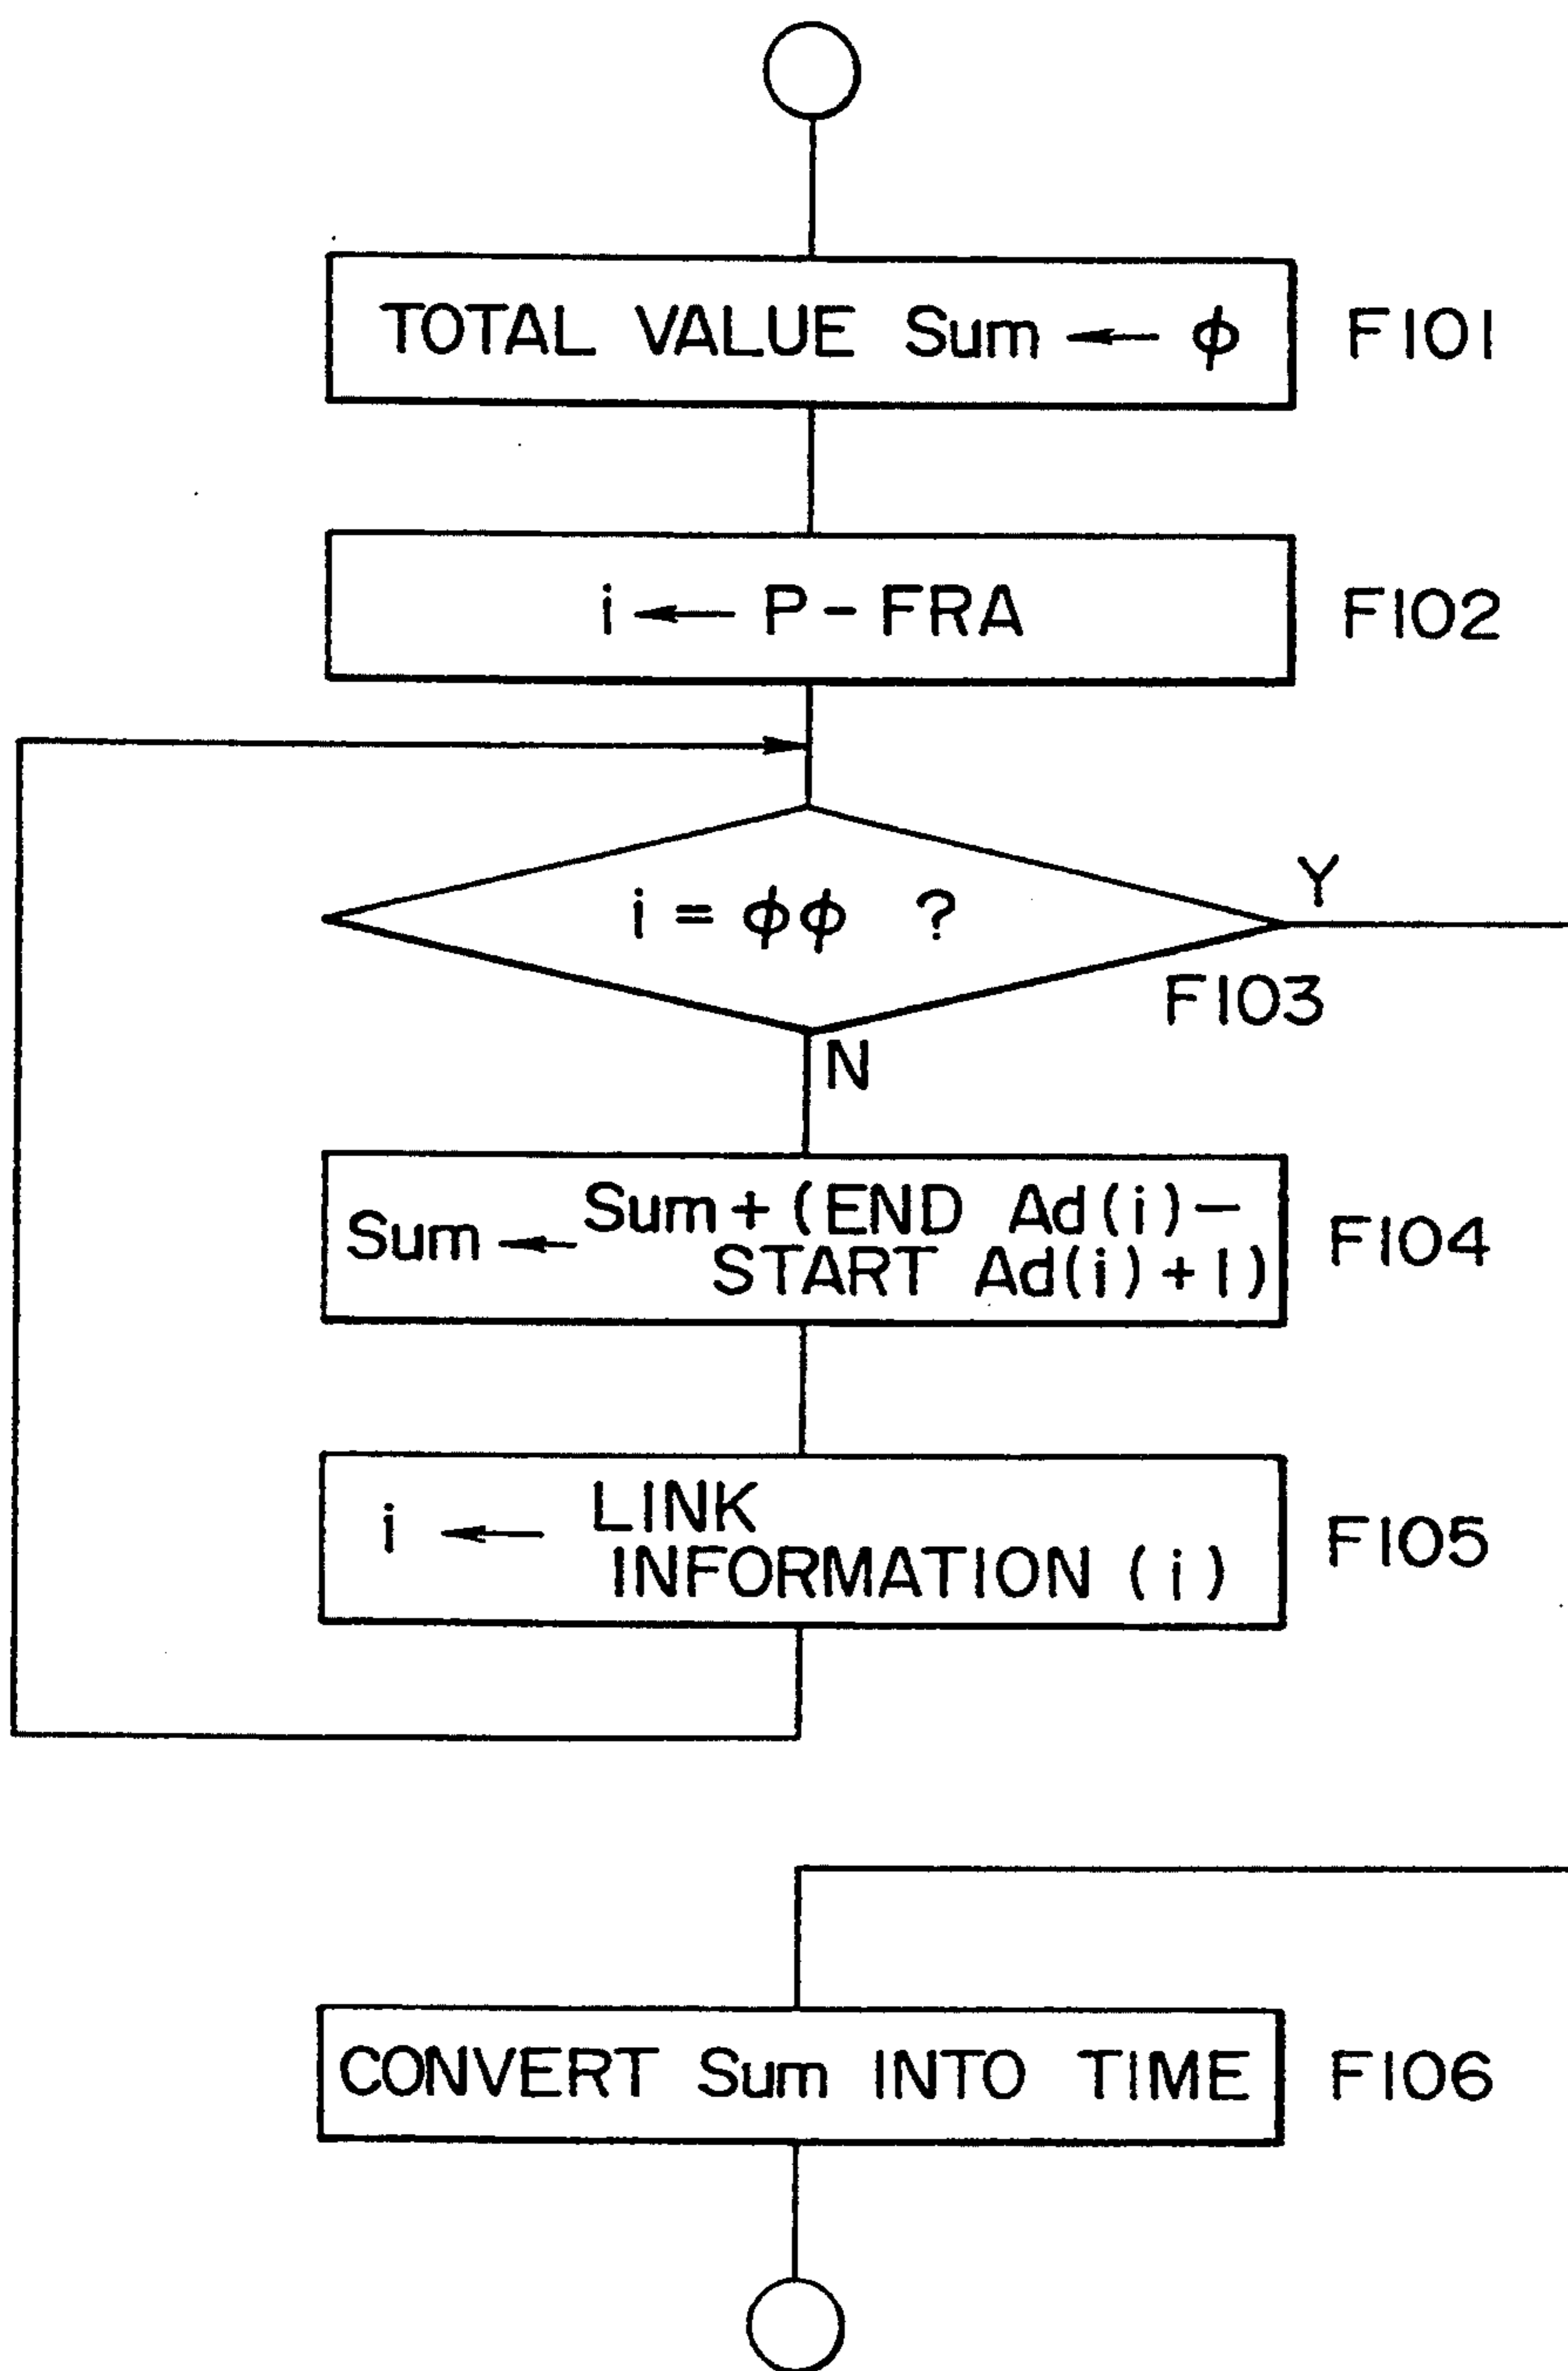 TOTAL VALUE Sum ← ϕ F101
i ← P-FRA F102
i = ϕϕ ?
Y
F103
N
Sum ← Sum + (END Ad(i) –
START Ad(i) + 1)
F104
i ← LINK
INFORMATION (i)
F105
CONVERT Sum INTO TIME F106